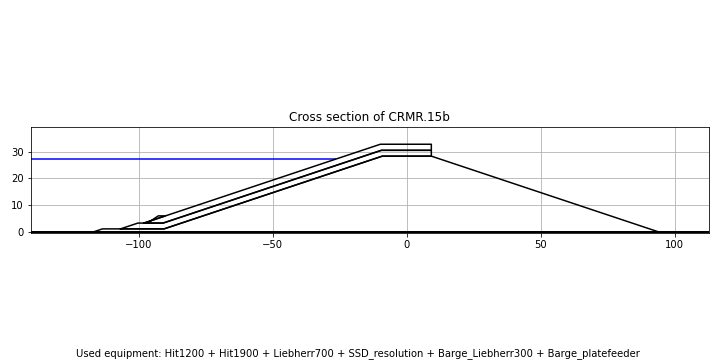 Cross section of CRMR.15b
30
20
10
0
−100 −50 0 50 100
Used equipment: Hit1200 + Hit1900 + Liebherr700 + SSD_resolution + Barge_Liebherr300 + Barge_platefeeder